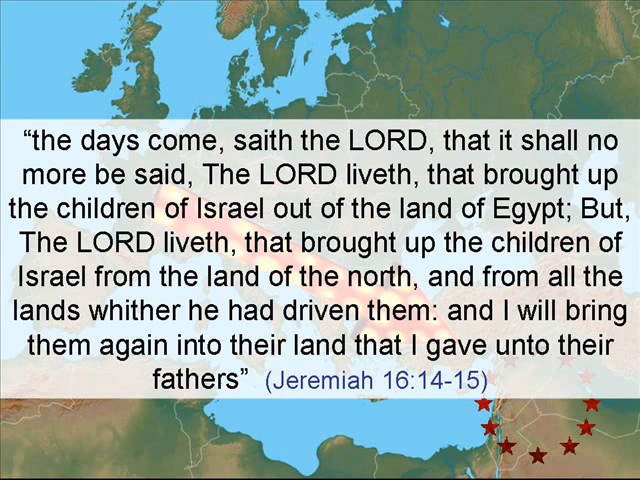 “the days come, saith the LORD, that it shall no
more be said, The LORD liveth, that brought up
the children of Israel out of the land of Egypt; But,
The LORD liveth, that brought up the children of
Israel from the land of the north, and from all the
lands whither he had driven them: and I will bring
them again into their land that I gave unto their
fathers” (Jeremiah 16:14-15)